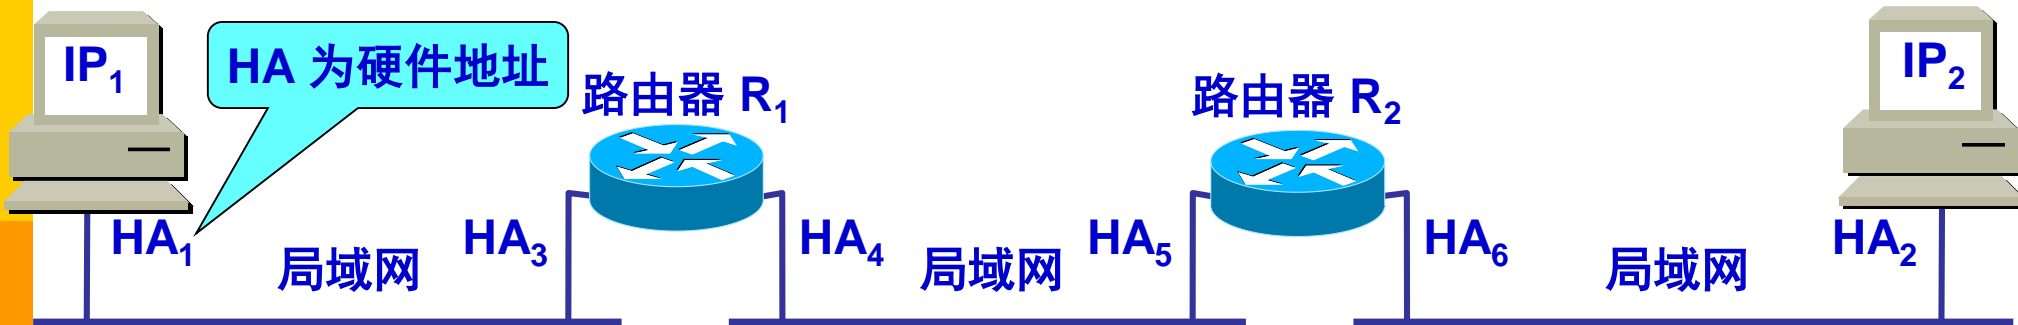 IP₁
HA 为硬件地址
路由器 R₁
路由器 R₂
IP₂
HA₁
局域网
HA₃
HA₄
局域网
HA₅
HA₆
局域网
HA₂